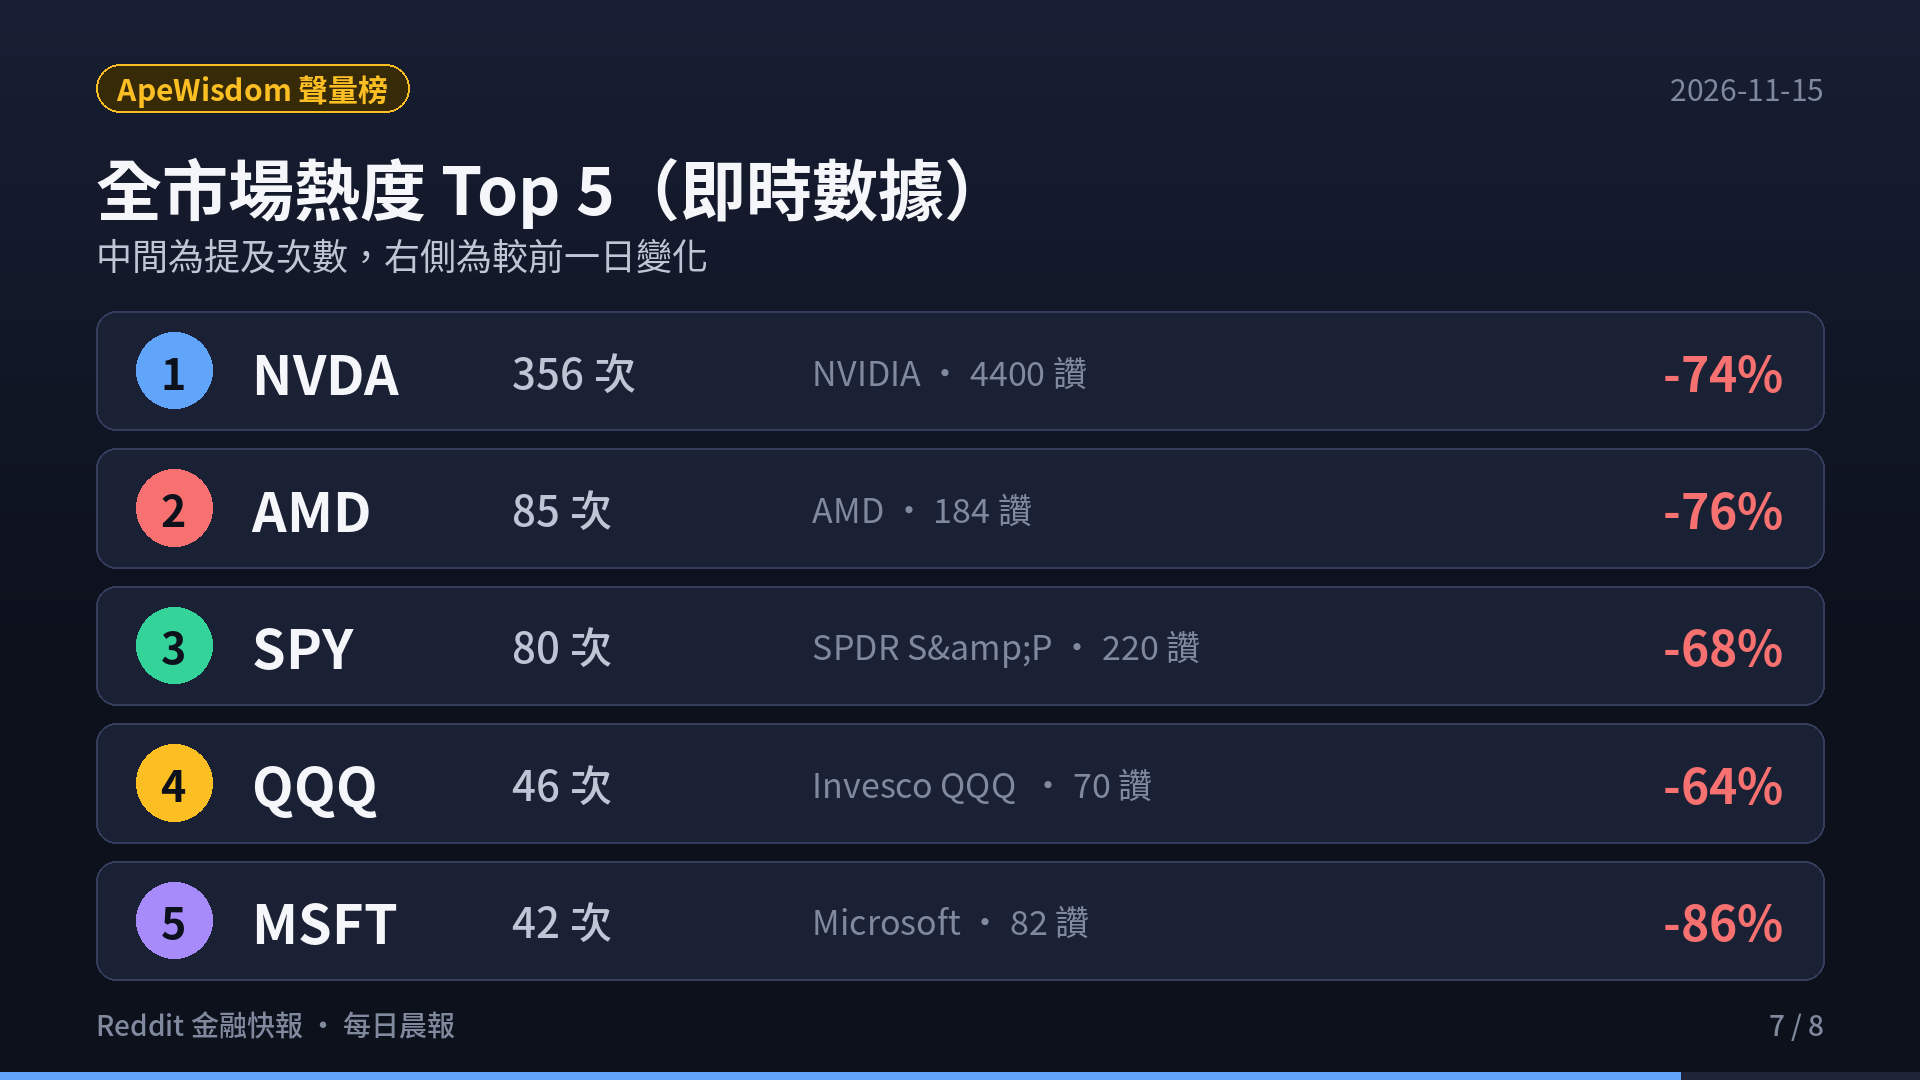 ApeWisdom 聲量榜
2026-11-15
全市場熱度 Top 5（即時數據）
中間為提及次數，右側為較前一日變化
1 NVDA 356 次 NVIDIA · 4400 讚 -74%
2 AMD 85 次 AMD · 184 讚 -76%
3 SPY 80 次 SPDR S&amp;P · 220 讚 -68%
4 QQQ 46 次 Invesco QQQ · 70 讚 -64%
5 MSFT 42 次 Microsoft · 82 讚 -86%
Reddit 金融快報 · 每日晨報
7 / 8